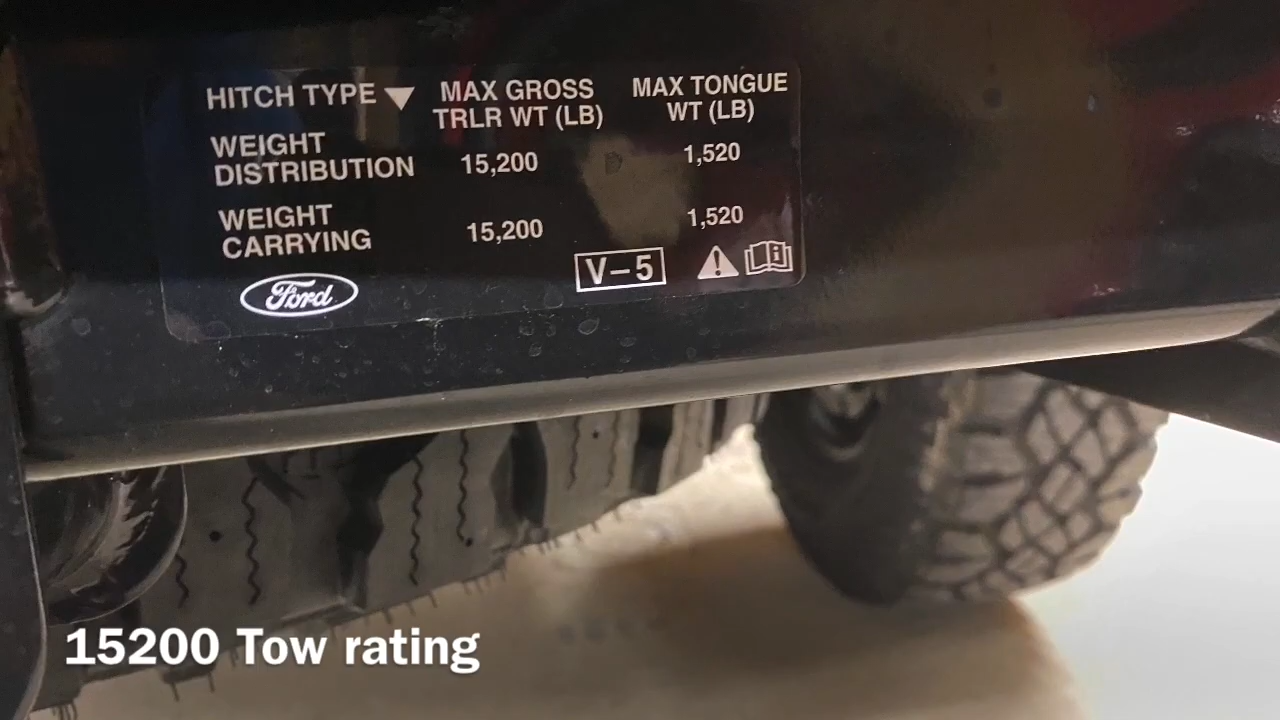 HITCH TYPE ▼ MAX GROSS TRLR WT (LB) MAX TONGUE WT (LB)
WEIGHT DISTRIBUTION 15,200 1,520
WEIGHT CARRYING 15,200 1,520
Ford V-5
15200 Tow rating